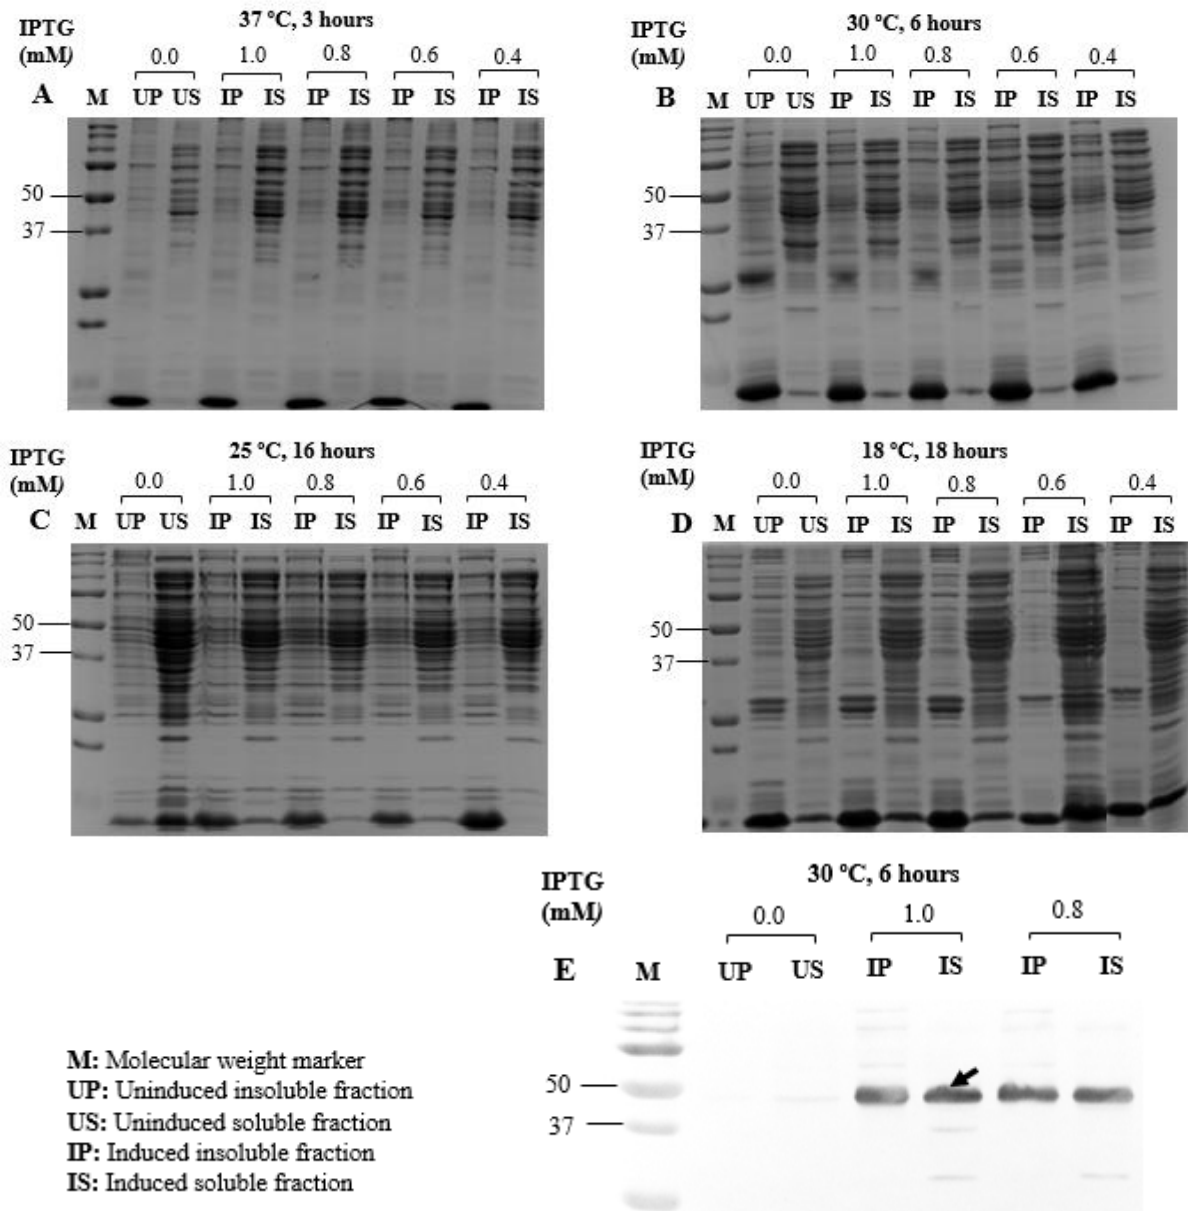 37 ºC, 3 hours
IPTG
(mM)
0.0 1.0 0.8 0.6 0.4
A M UP US IP IS IP IS IP IS IP IS
50
37
30 ºC, 6 hours
IPTG
(mM)
0.0 1.0 0.8 0.6 0.4
B M UP US IP IS IP IS IP IS IP IS
50
37
25 ºC, 16 hours
IPTG
(mM)
0.0 1.0 0.8 0.6 0.4
C M UP US IP IS IP IS IP IS IP IS
50
37
18 ºC, 18 hours
IPTG
(mM)
0.0 1.0 0.8 0.6 0.4
D M UP US IP IS IP IS IP IS IP IS
50
37
30 ºC, 6 hours
IPTG
(mM)
0.0 1.0 0.8
E M UP US IP IS IP IS
50
37
M: Molecular weight marker
UP: Uninduced insoluble fraction
US: Uninduced soluble fraction
IP: Induced insoluble fraction
IS: Induced soluble fraction